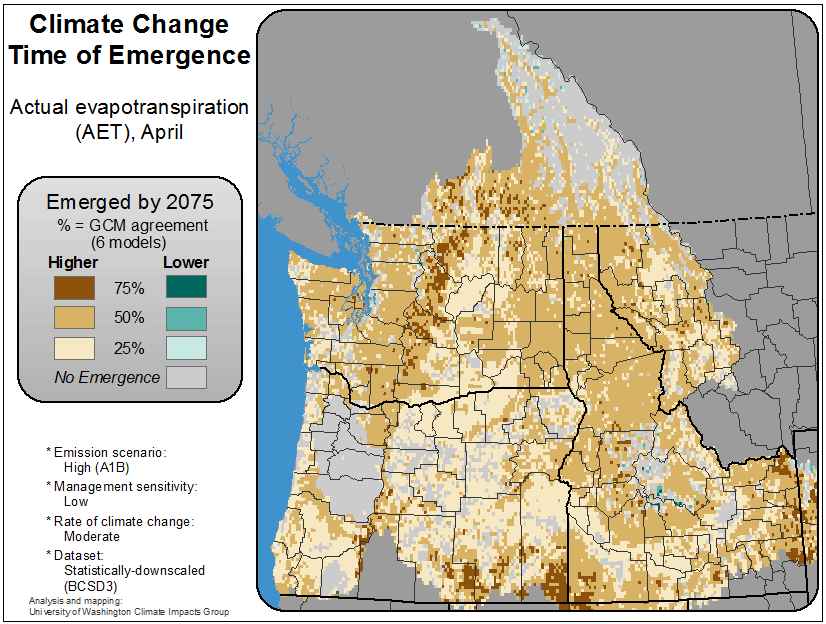 Climate Change
Time of Emergence
Actual evapotranspiration
(AET), April
Emerged by 2075
% = GCM agreement
(6 models)
Higher Lower
75%
50%
25%
No Emergence
* Emission scenario:
High (A1B)
* Management sensitivity:
Low
* Rate of climate change:
Moderate
* Dataset:
Statistically-downscaled
(BCSD3)
Analysis and mapping:
University of Washington Climate Impacts Group